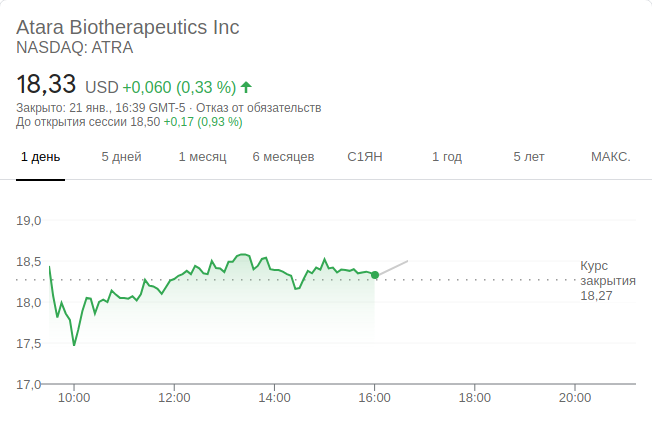 Atara Biotherapeutics Inc
NASDAQ: ATRA
18,33 USD +0,060 (0,33 %)
Закрыто: 21 янв., 16:39 GMT-5 · Отказ от обязательств
До открытия сессии 18,50 +0,17 (0,93 %)
1 день 5 дней 1 месяц 6 месяцев С1ЯН 1 год 5 лет МАКС.
19,0
18,5
18,0
17,5
17,0
Курс
закрытия
18,27
10:00 12:00 14:00 16:00 18:00 20:00